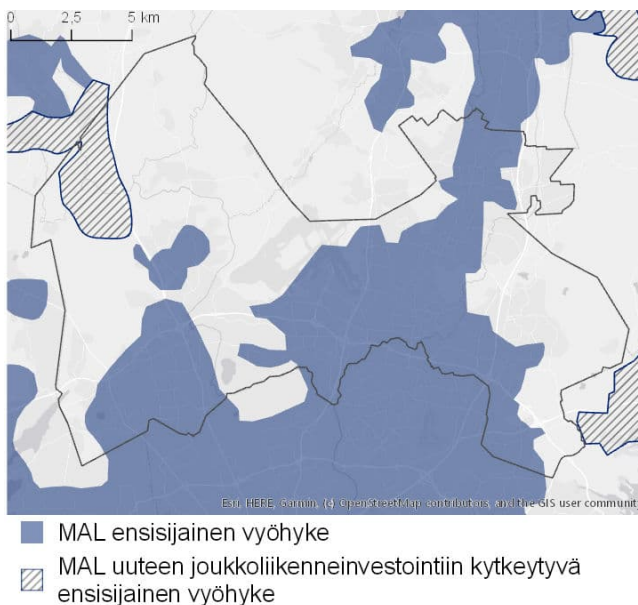 0 2,5 5 km
Esri, HERE, Garmin, (c) OpenStreetMap contributors, and the GIS user communit
MAL ensisijainen vyöhyke
MAL uuteen joukkoliikenneinvestointiin kytkeytyvä
ensisijainen vyöhyke